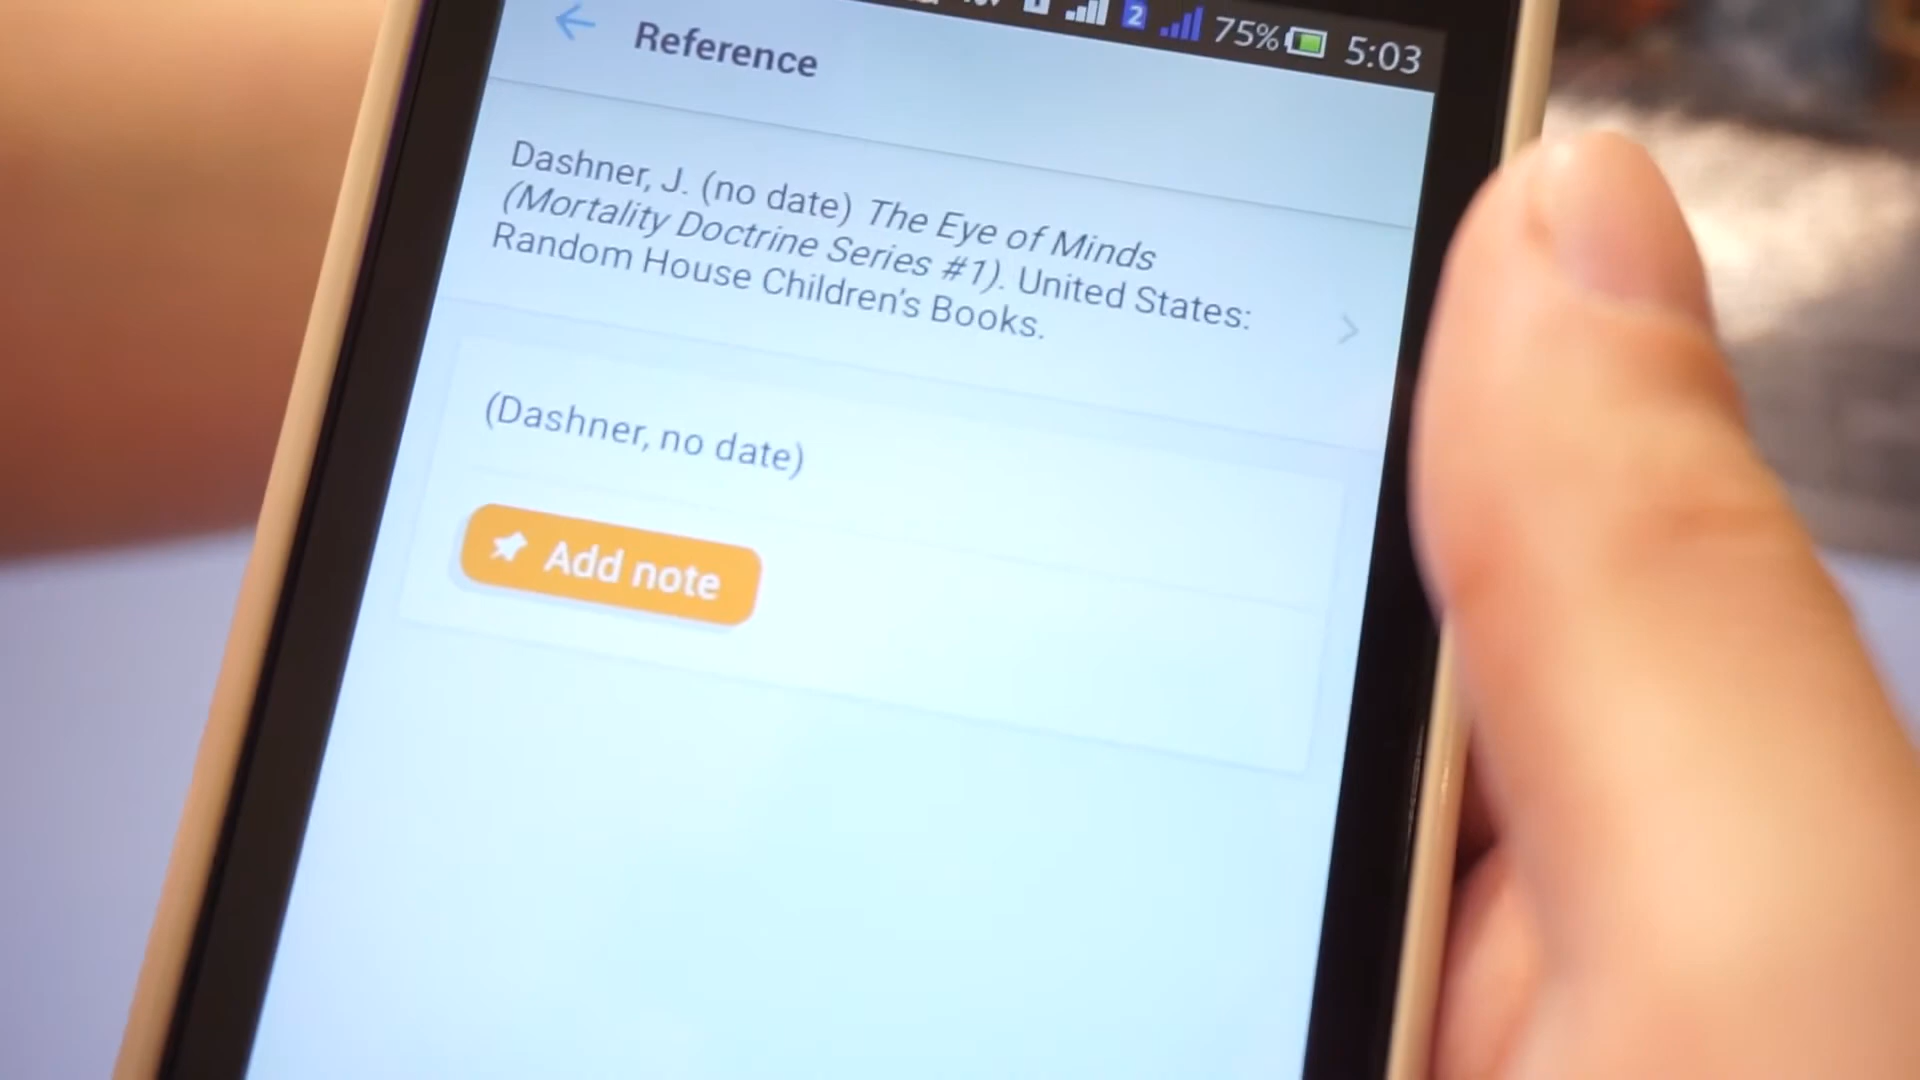 2 75% 5:03
Reference
Dashner, J. (no date) The Eye of Minds
(Mortality Doctrine Series #1). United States:
Random House Children's Books.
(Dashner, no date)
Add note